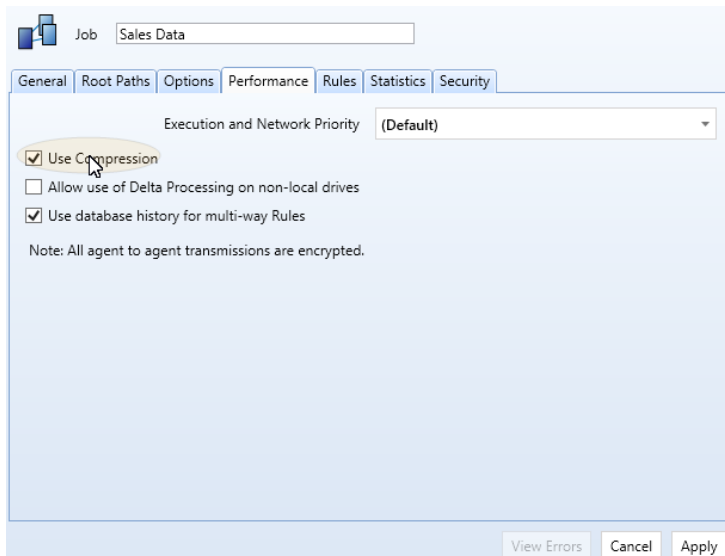 Job Sales Data
General Root Paths Options Performance Rules Statistics Security
Execution and Network Priority (Default)
Use Compression
Allow use of Delta Processing on non-local drives
Use database history for multi-way Rules
Note: All agent to agent transmissions are encrypted.
View Errors Cancel Apply